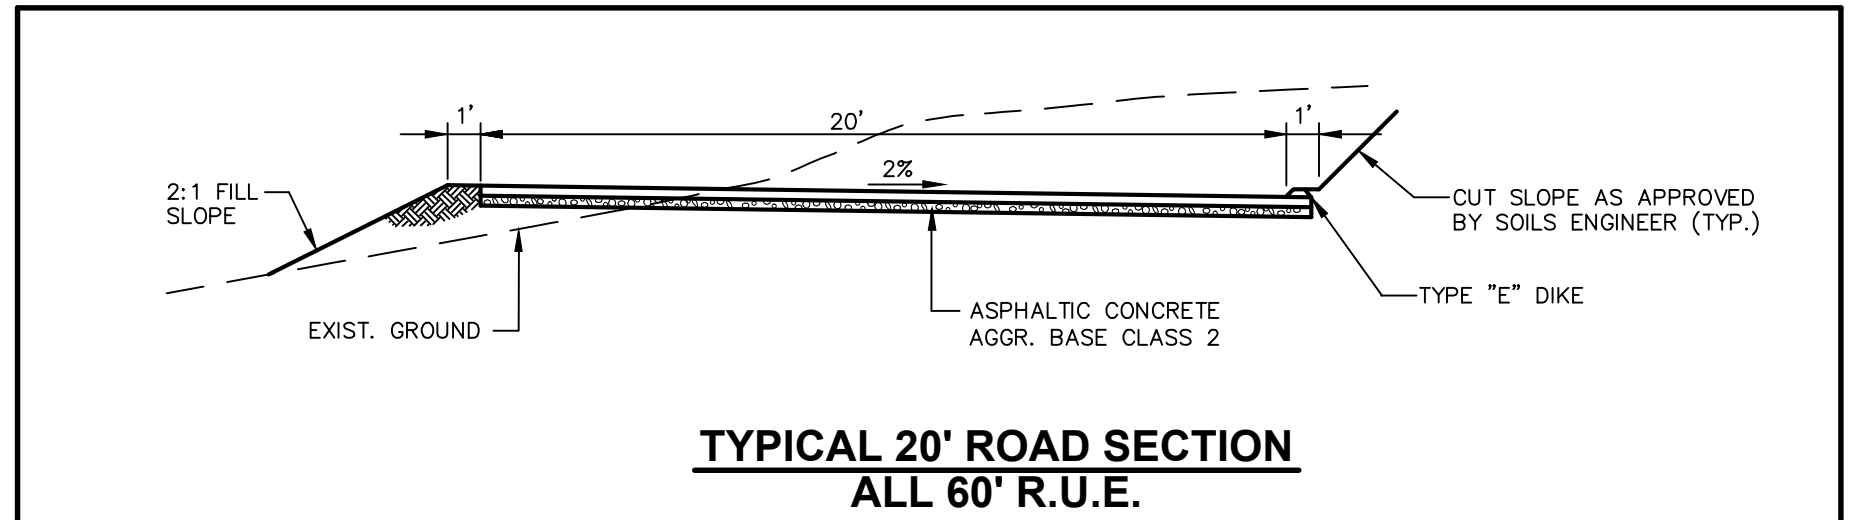 1'
20'
1'
2%
2:1 FILL
SLOPE
CUT SLOPE AS APPROVED
BY SOILS ENGINEER (TYP.)
TYPE "E" DIKE
EXIST. GROUND
ASPHALTIC CONCRETE
AGGR. BASE CLASS 2
TYPICAL 20' ROAD SECTION
ALL 60' R.U.E.